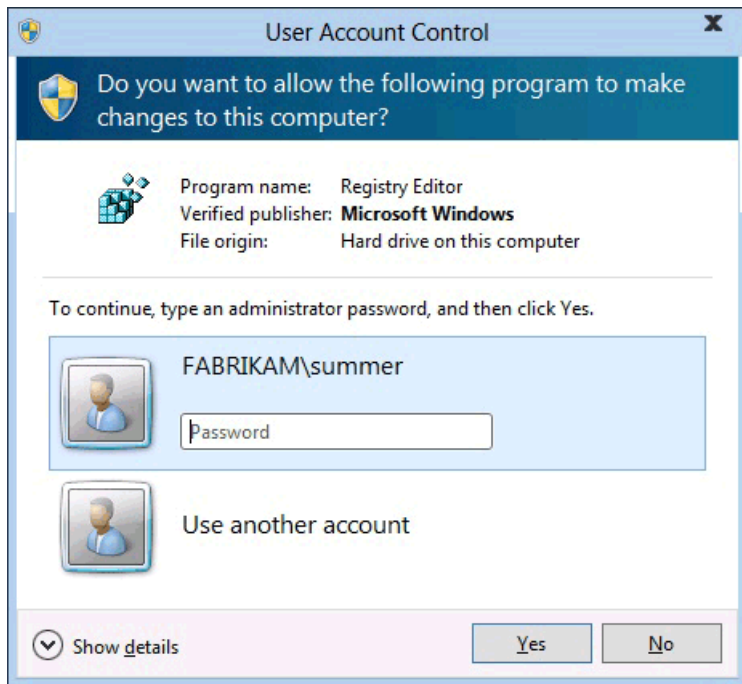 User Account Control
Do you want to allow the following program to make
changes to this computer?
Program name: Registry Editor
Verified publisher: Microsoft Windows
File origin: Hard drive on this computer
To continue, type an administrator password, and then click Yes.
FABRIKAM\summer
Password
Use another account
Show details
Yes
No